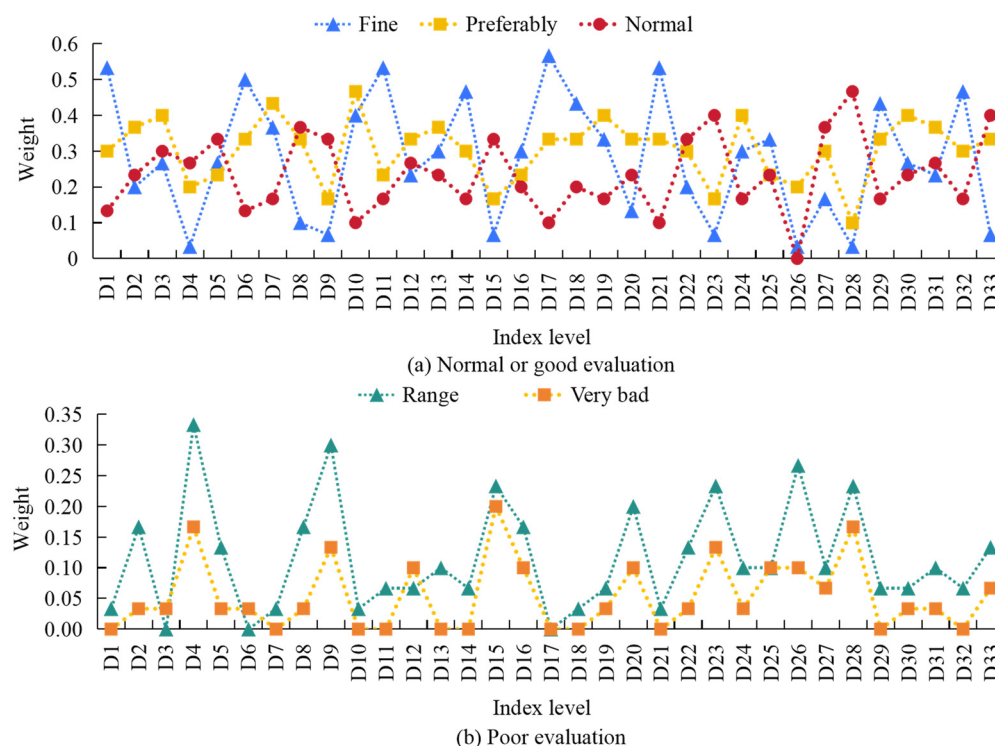 Fine Preferably Normal
0.6
0.5
0.4
0.3
0.2
0.1
0
Weight
D1 D2 D3 D4 D5 D6 D7 D8 D9 D10 D11 D12 D13 D14 D15 D16 D17 D18 D19 D20 D21 D22 D23 D24 D25 D26 D27 D28 D29 D30 D31 D32 D33
Index level
(a) Normal or good evaluation
Range Very bad
0.35
0.30
0.25
0.20
0.15
0.10
0.05
0.00
Weight
D1 D2 D3 D4 D5 D6 D7 D8 D9 D10 D11 D12 D13 D14 D15 D16 D17 D18 D19 D20 D21 D22 D23 D24 D25 D26 D27 D28 D29 D30 D31 D32 D33
Index level
(b) Poor evaluation